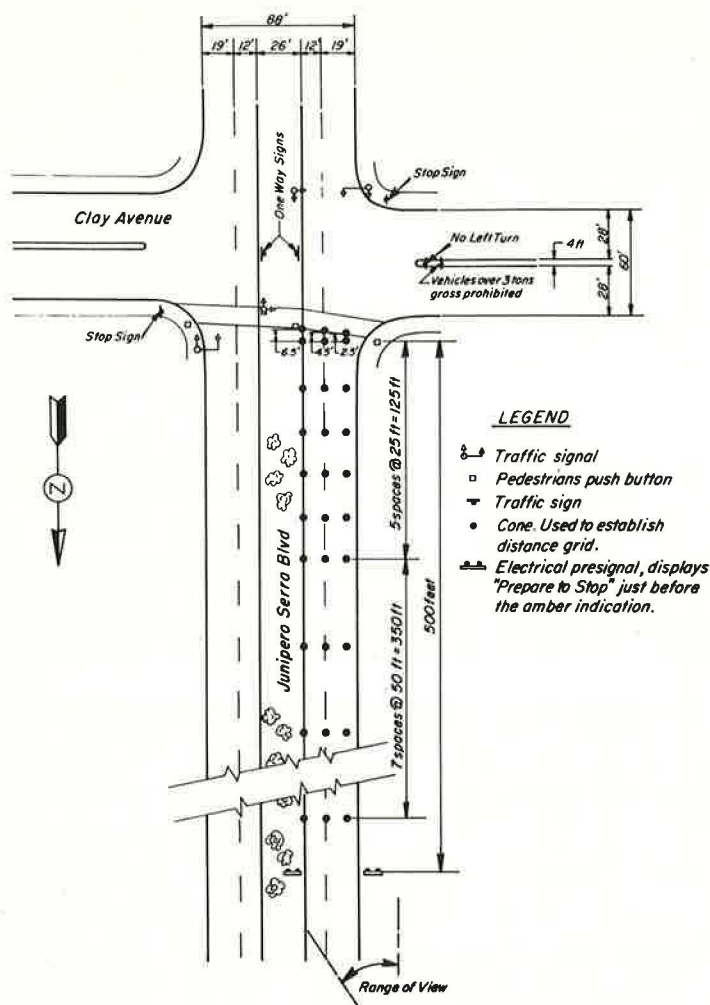 88'
19' 12' 26' 12' 19'
One Way Signs
Stop Sign
Clay Avenue
No Left Turn
4 ft
28'
60'
Vehicles over 3 tons
gross prohibited
28'
Stop Sign
6.5' 4.5' 2.5'
N
5 spaces @ 25 ft = 125 ft
LEGEND
Traffic signal
Pedestrians push button
Traffic sign
Cone. Used to establish
distance grid.
Electrical presignal, displays
"Prepare to Stop" just before
the amber indication.
Junipero Serra Blvd
500 feet
7 spaces @ 50 ft = 350 ft
Range of View